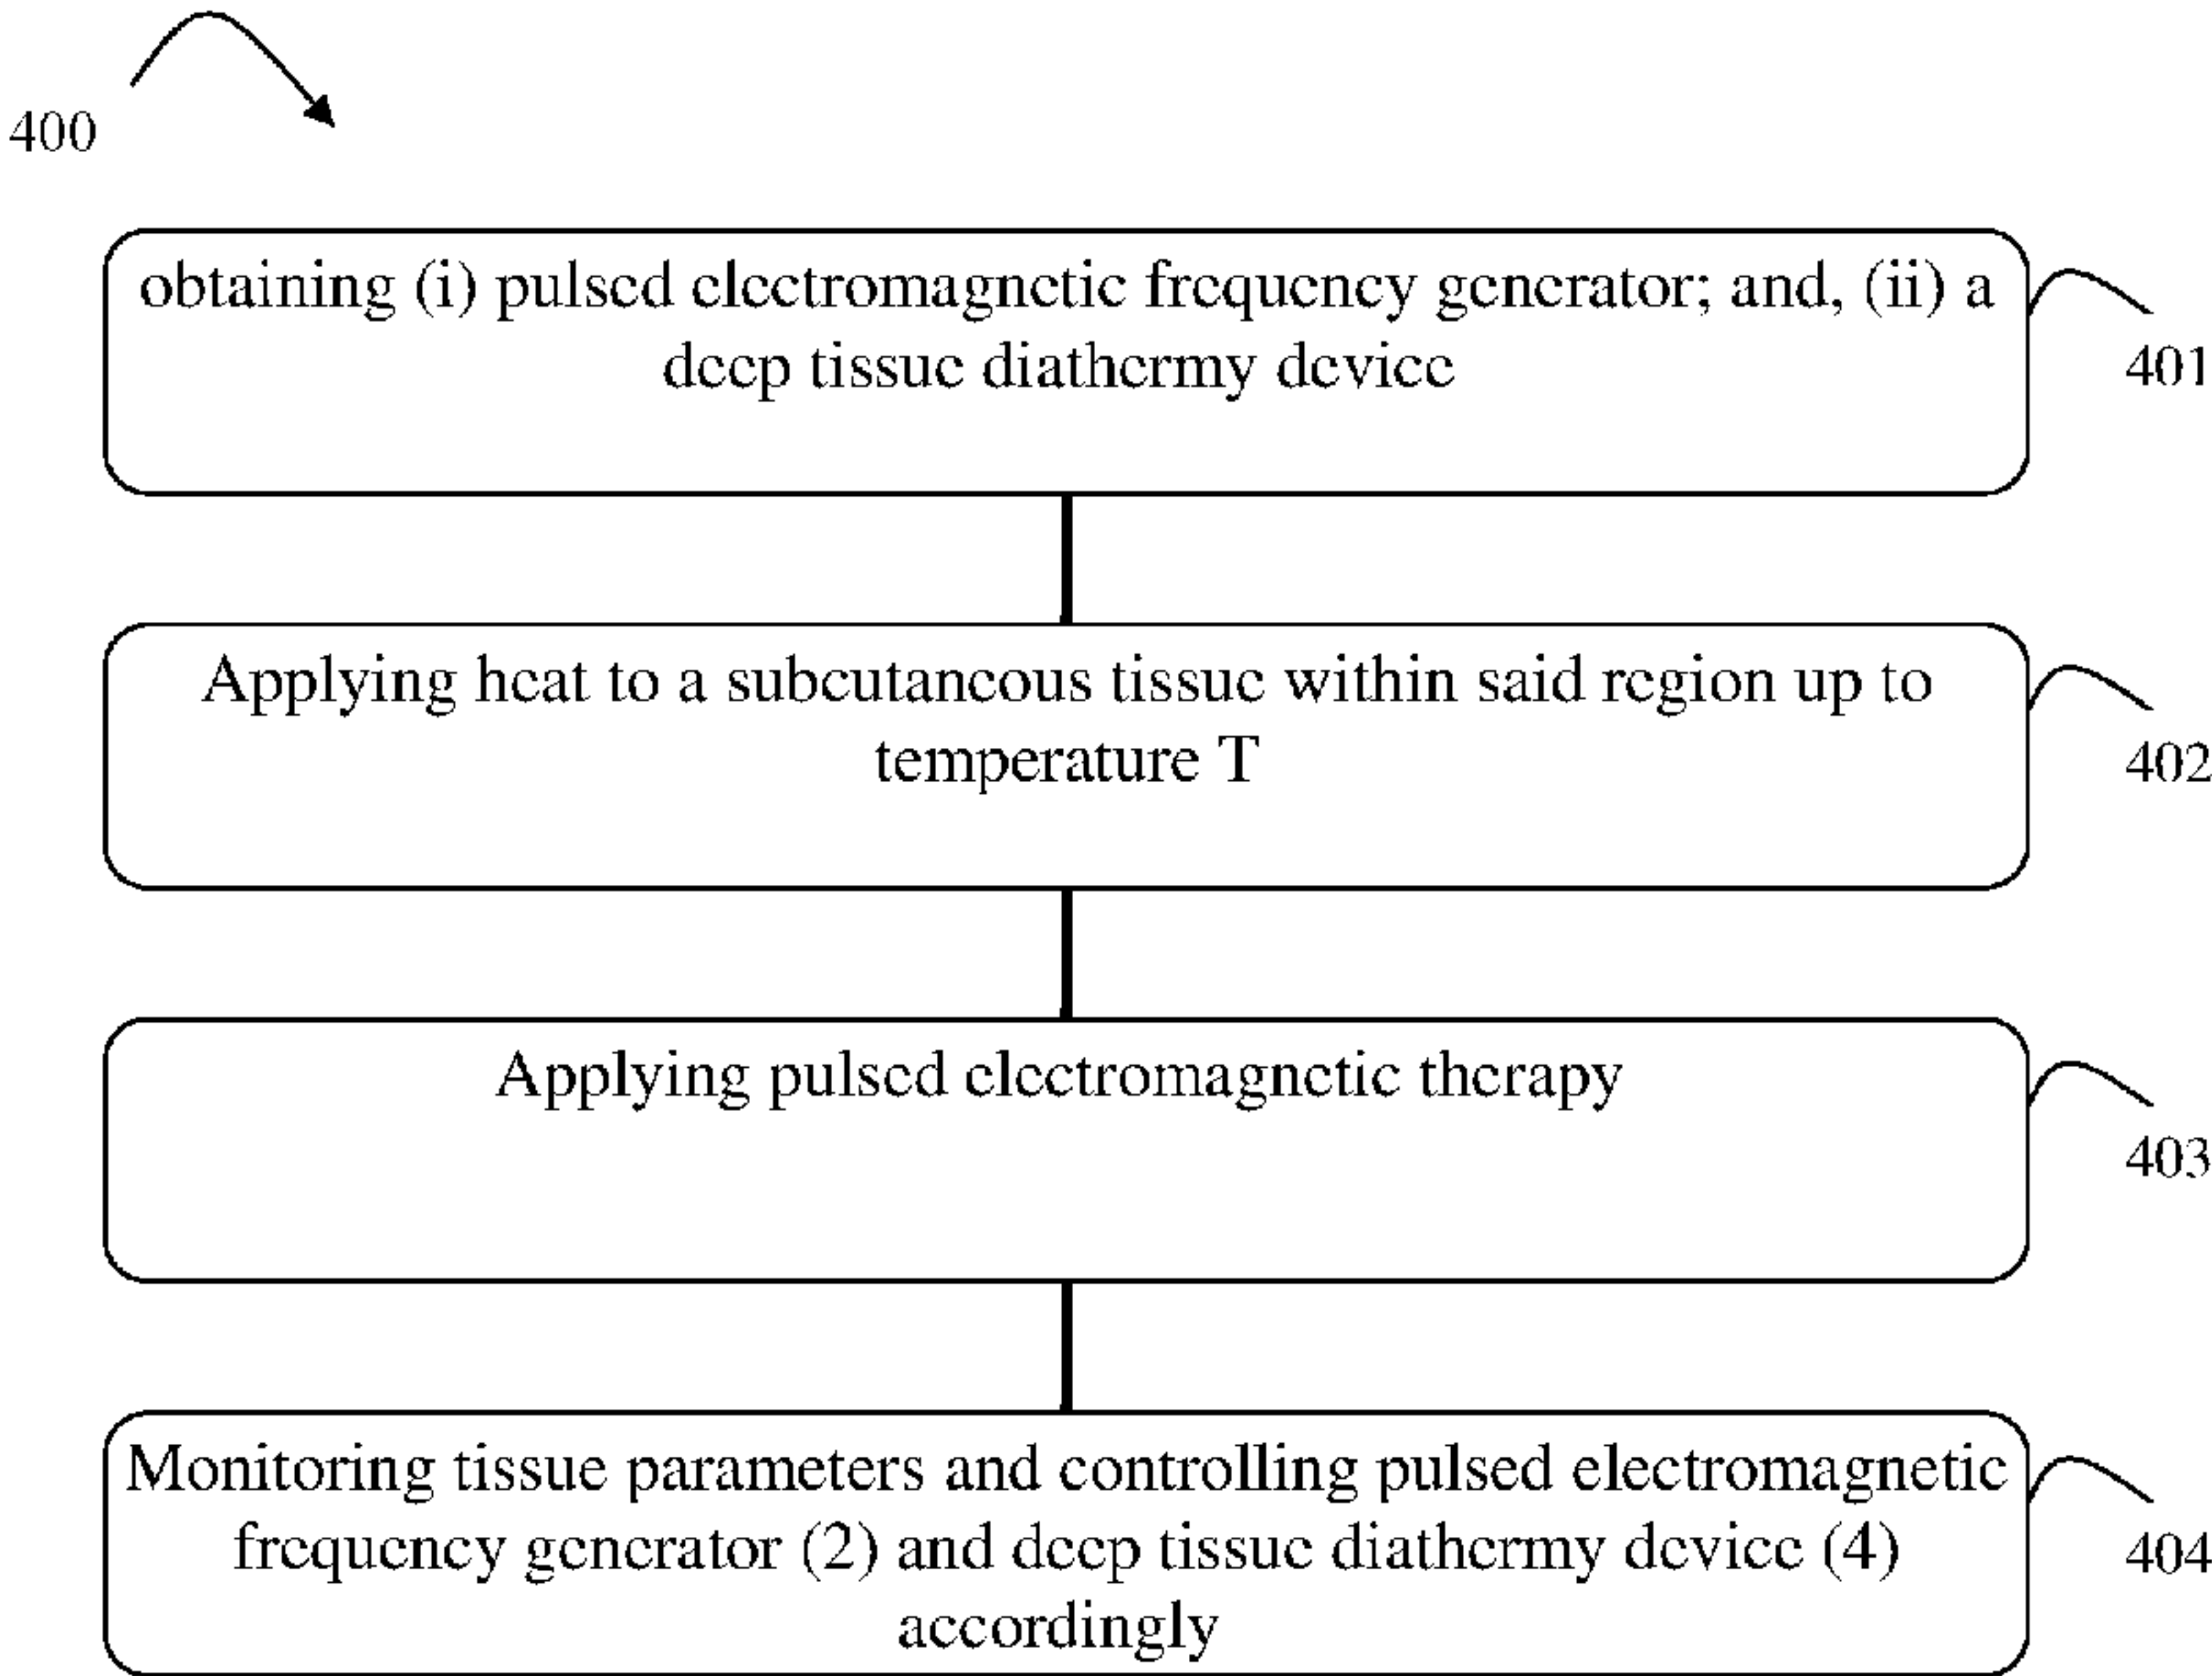 400
obtaining (i) pulsed electromagnetic frequency generator; and, (ii) a
deep tissue diathermy device
401
Applying heat to a subcutaneous tissue within said region up to
temperature T
402
Applying pulsed electromagnetic therapy
403
Monitoring tissue parameters and controlling pulsed electromagnetic
frequency generator (2) and deep tissue diathermy device (4)
accordingly
404